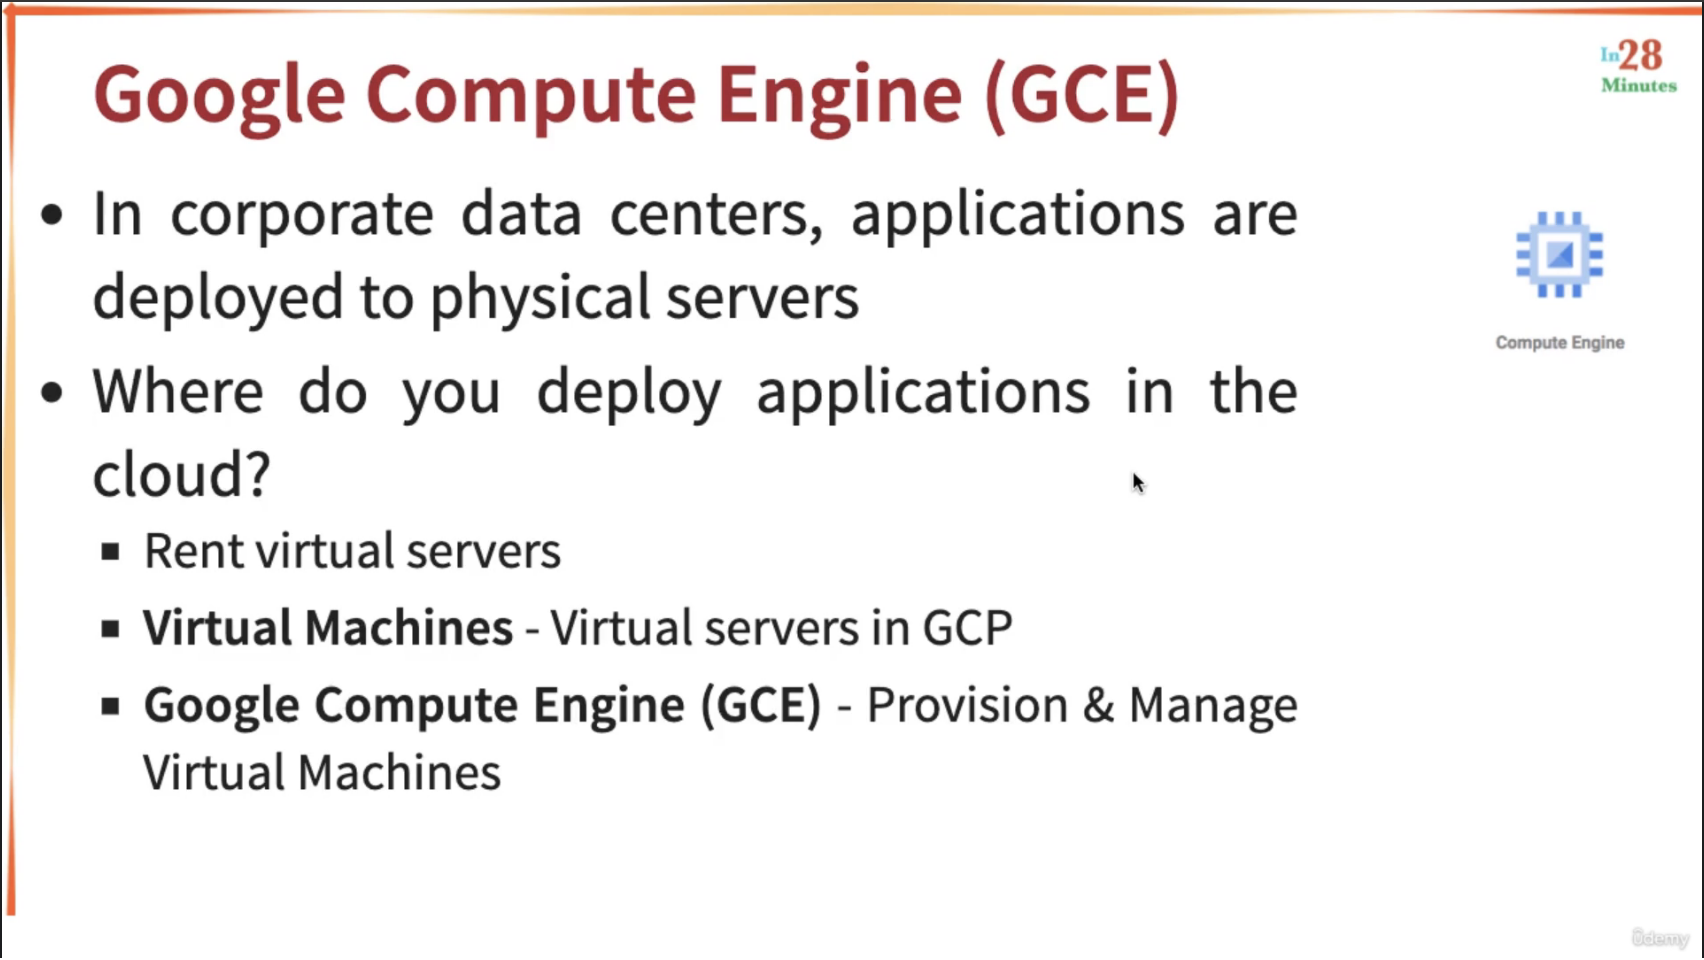 In28
Minutes
Google Compute Engine (GCE)
• In corporate data centers, applications are
deployed to physical servers
• Where do you deploy applications in the
cloud?
▪ Rent virtual servers
▪ Virtual Machines - Virtual servers in GCP
▪ Google Compute Engine (GCE) - Provision & Manage
Virtual Machines
Compute Engine
ûdemy